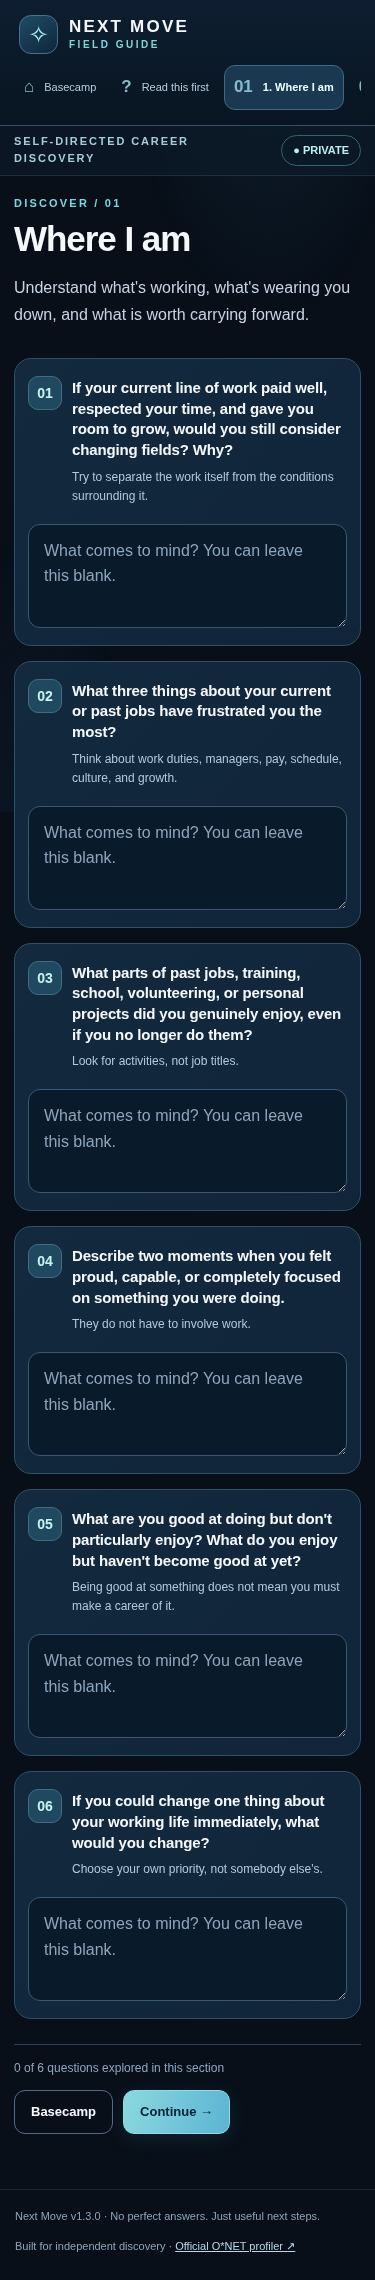 NEXT MOVE
FIELD GUIDE
⌂ Basecamp ? Read this first 01 1. Where I am
SELF-DIRECTED CAREER
DISCOVERY
● PRIVATE
DISCOVER / 01
Where I am
Understand what's working, what's wearing you
down, and what is worth carrying forward.
01
If your current line of work paid well,
respected your time, and gave you
room to grow, would you still consider
changing fields? Why?
Try to separate the work itself from the conditions
surrounding it.
What comes to mind? You can leave
this blank.
02
What three things about your current
or past jobs have frustrated you the
most?
Think about work duties, managers, pay, schedule,
culture, and growth.
What comes to mind? You can leave
this blank.
03
What parts of past jobs, training,
school, volunteering, or personal
projects did you genuinely enjoy, even
if you no longer do them?
Look for activities, not job titles.
What comes to mind? You can leave
this blank.
04
Describe two moments when you felt
proud, capable, or completely focused
on something you were doing.
They do not have to involve work.
What comes to mind? You can leave
this blank.
05
What are you good at doing but don't
particularly enjoy? What do you enjoy
but haven't become good at yet?
Being good at something does not mean you must
make a career of it.
What comes to mind? You can leave
this blank.
06
If you could change one thing about
your working life immediately, what
would you change?
Choose your own priority, not somebody else's.
What comes to mind? You can leave
this blank.
0 of 6 questions explored in this section
Basecamp Continue →
Next Move v1.3.0 · No perfect answers. Just useful next steps.
Built for independent discovery · Official O*NET profiler ↗